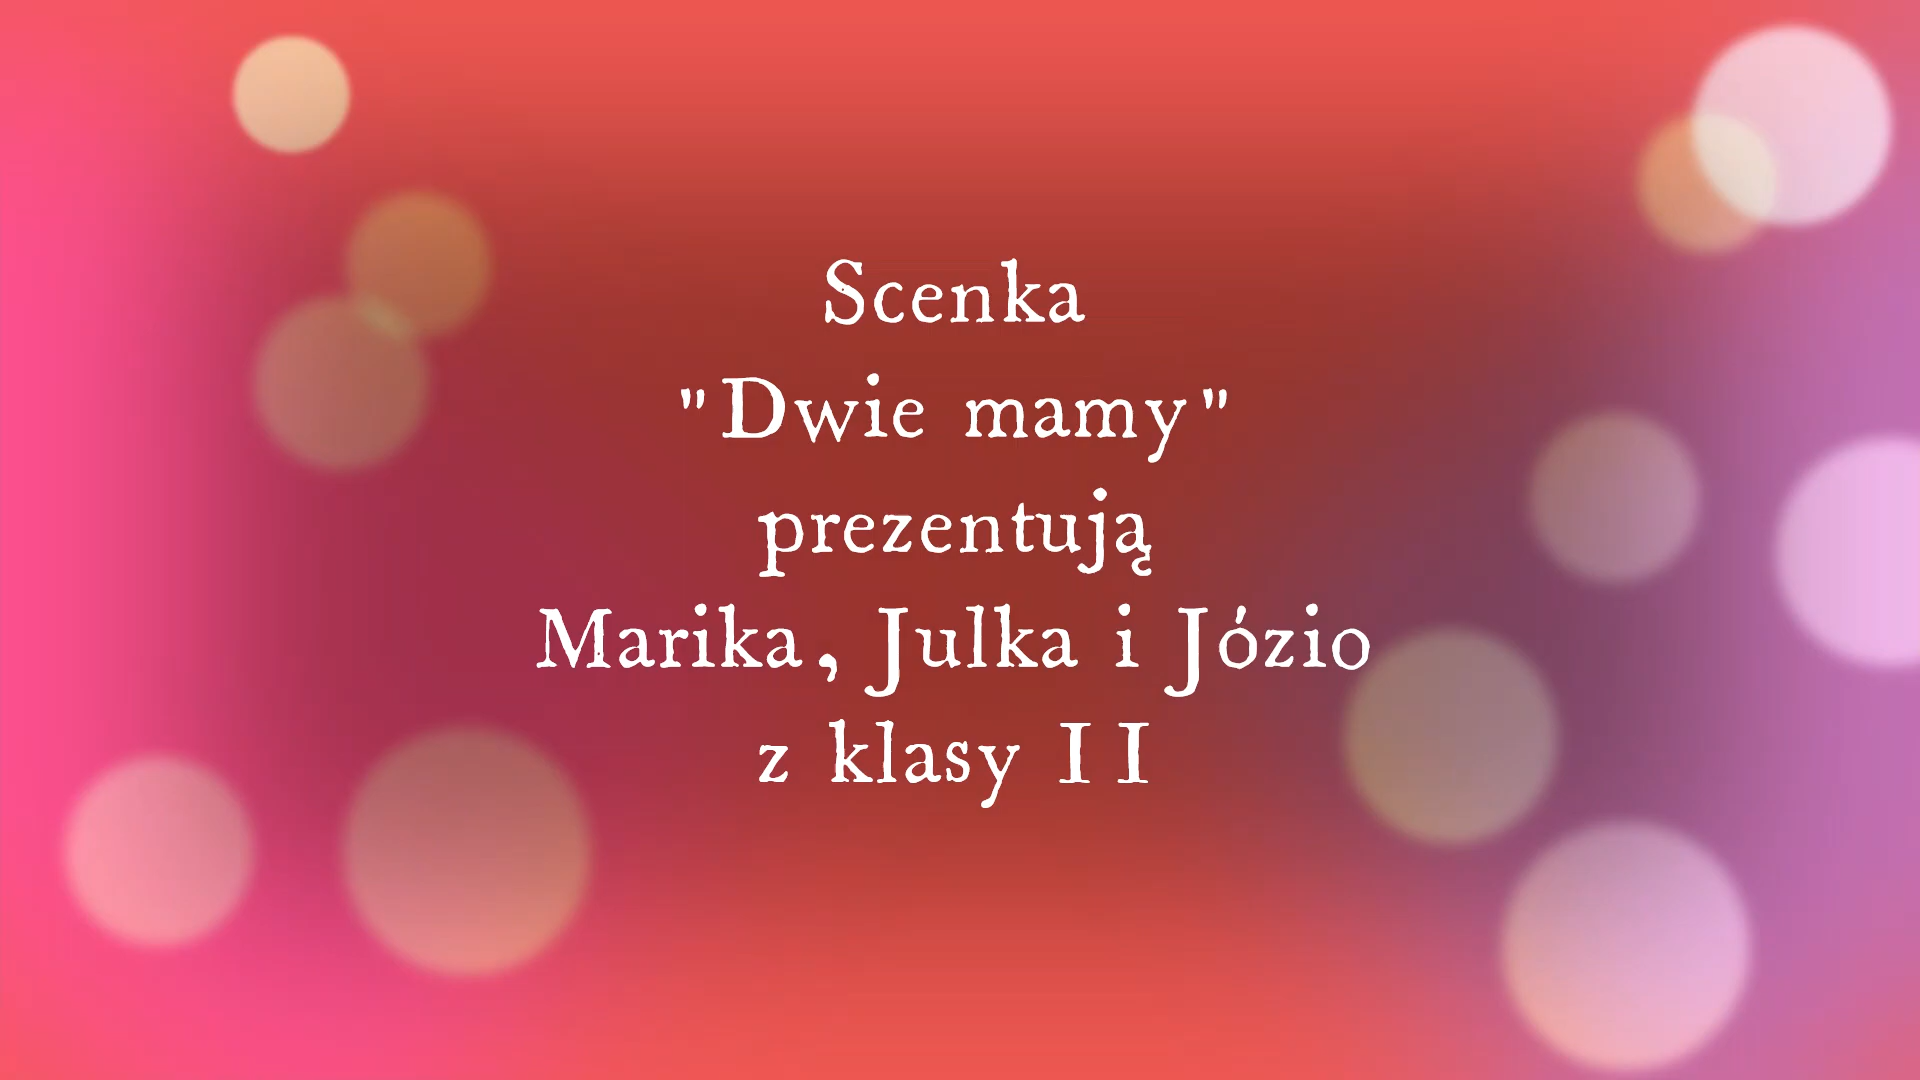 Scenka
"Dwie mamy"
prezentują
Marika, Julka i Józio
z klasy II